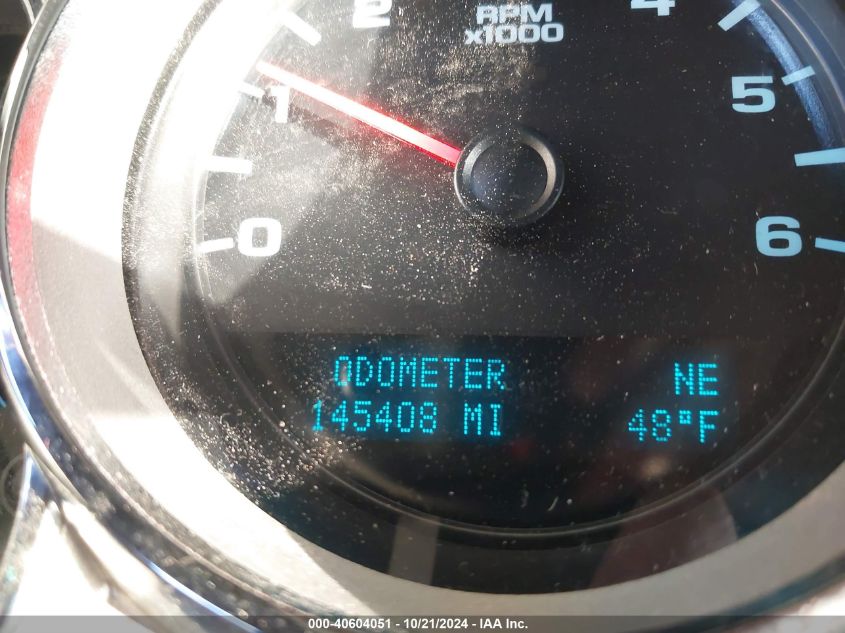 2
RPM
x1000
4
1
5
0
6
ODOMETER NE
145408 MI 48°F
000-40604051 - 10/21/2024 - IAA Inc.